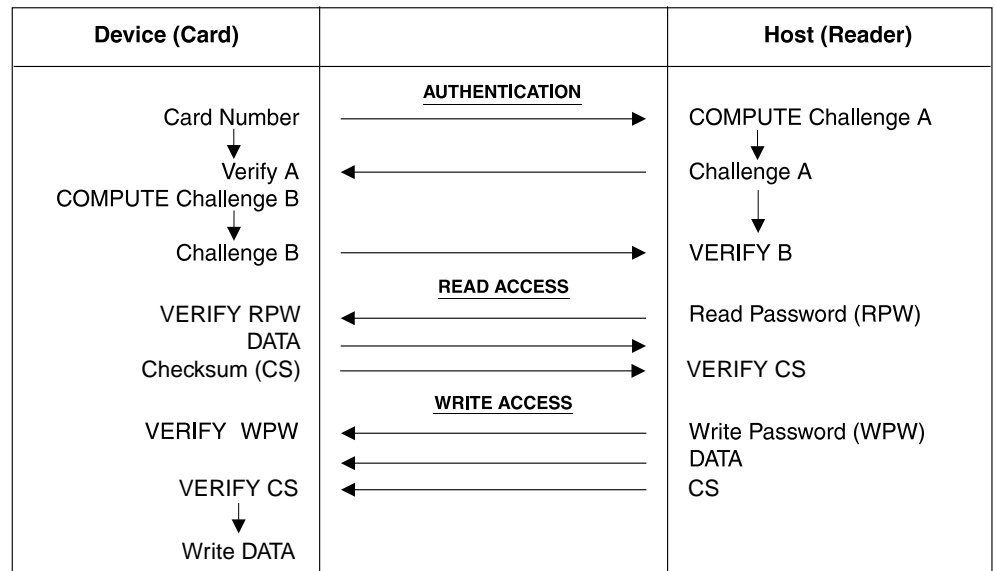 Device (Card) Host (Reader)
AUTHENTICATION
Card Number COMPUTE Challenge A
Verify A Challenge A
COMPUTE Challenge B
Challenge B VERIFY B
READ ACCESS
VERIFY RPW Read Password (RPW)
DATA
Checksum (CS) VERIFY CS
WRITE ACCESS
VERIFY WPW Write Password (WPW)
DATA
VERIFY CS CS
Write DATA